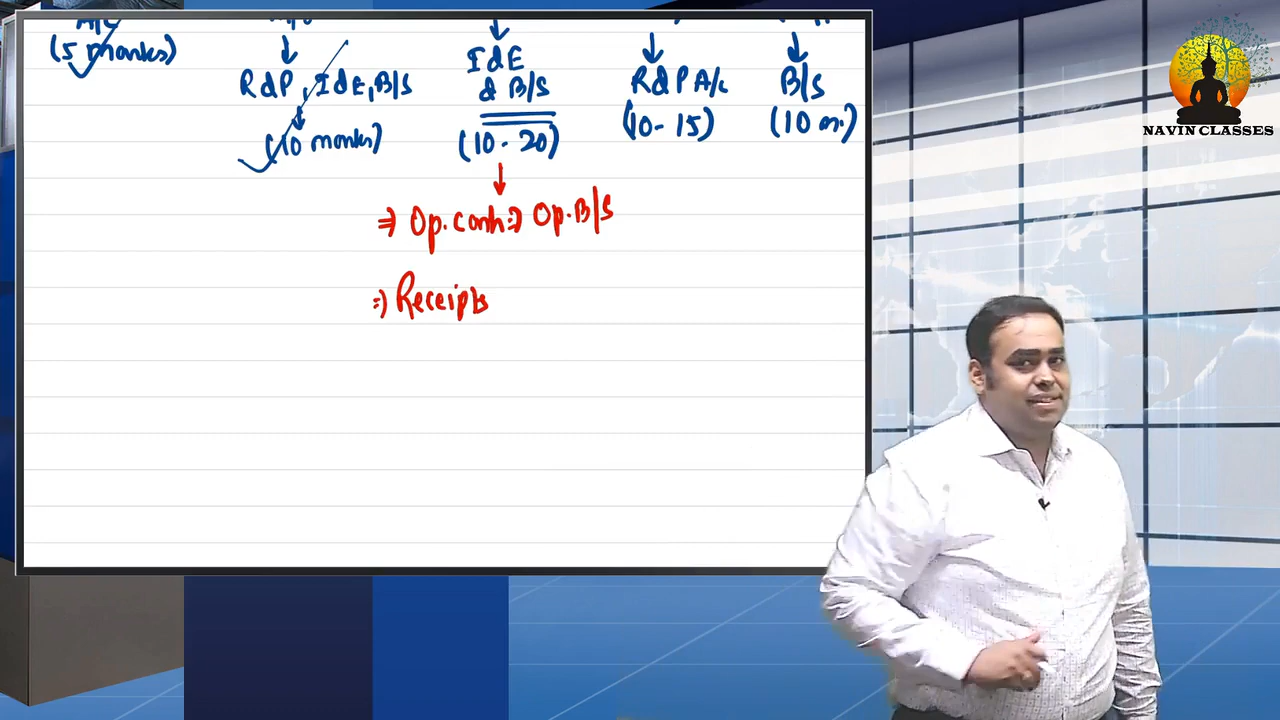 A/C
(5 marks)
R d P, I d E, B/S
(10 marks)
I d E
& B/S
(10 - 20)
R d P A/c
(10 - 15)
B/S
(10 m.)
⇒ Op. cash ⇒ Op. B/S
⇒ Receipts
NAVIN CLASSES